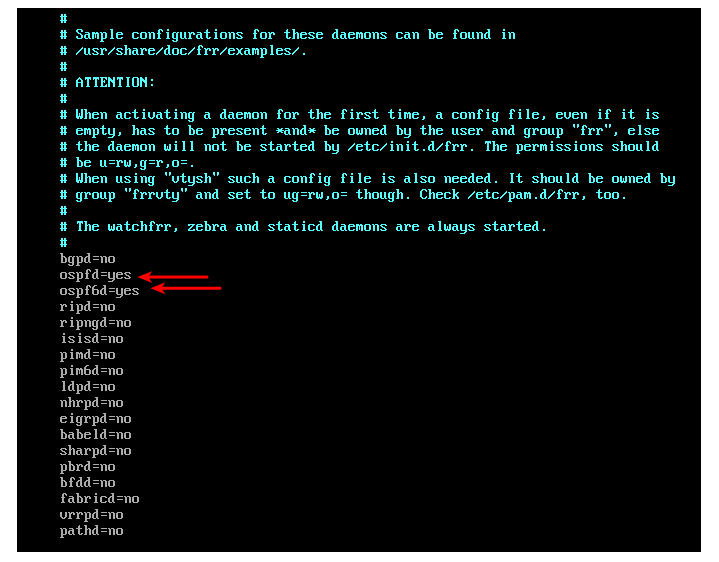 #
# Sample configurations for these daemons can be found in
# /usr/share/doc/frr/examples/.
#
# ATTENTION:
#
# When activating a daemon for the first time, a config file, even if it is
# empty, has to be present *and* be owned by the user and group "frr", else
# the daemon will not be started by /etc/init.d/frr. The permissions should
# be u=rw,g=r,o=.
# When using "vtysh" such a config file is also needed. It should be owned by
# group "frrvty" and set to ug=rw,o= though. Check /etc/pam.d/frr, too.
#
# The watchfrr, zebra and staticd daemons are always started.
#
bgpd=no
ospfd=yes
ospf6d=yes
ripd=no
ripngd=no
isisd=no
pimd=no
pim6d=no
ldpd=no
nhrpd=no
eigrpd=no
babeld=no
sharpd=no
pbrd=no
bfdd=no
fabricd=no
vrrpd=no
pathd=no